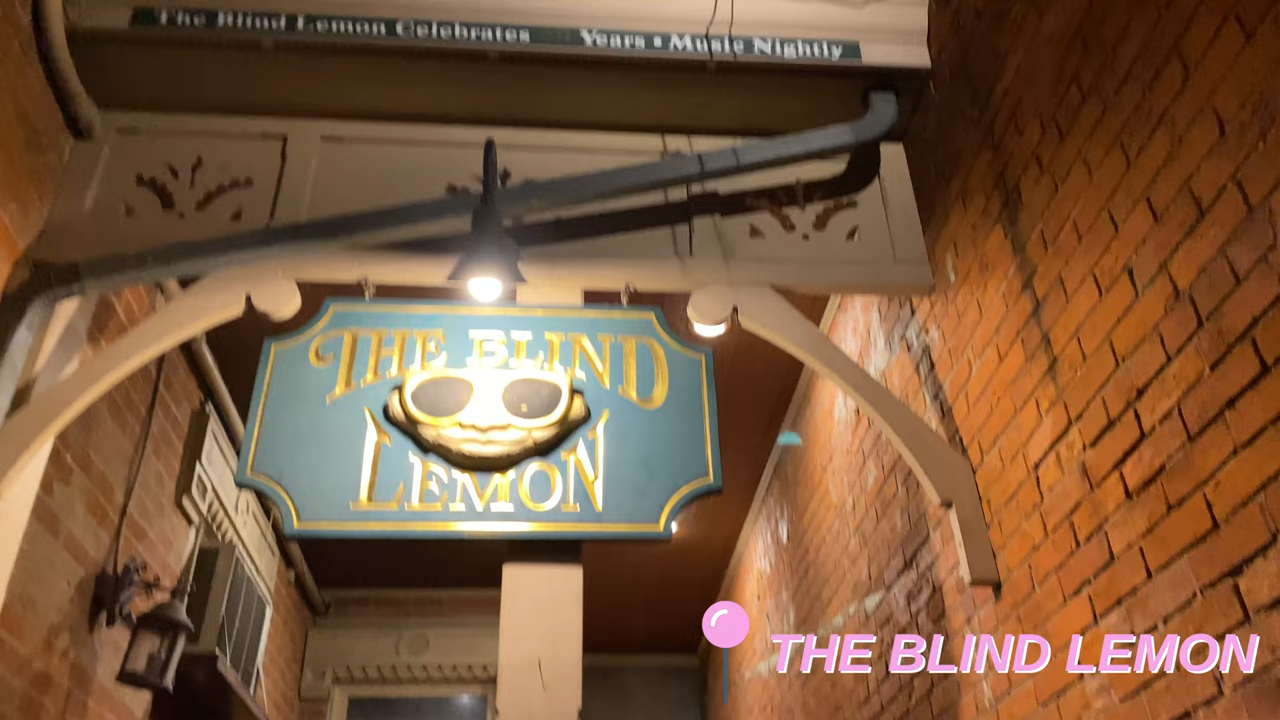 The Blind Lemon Celebrates Years • Music Nightly
THE BLIND
LEMON
THE BLIND LEMON